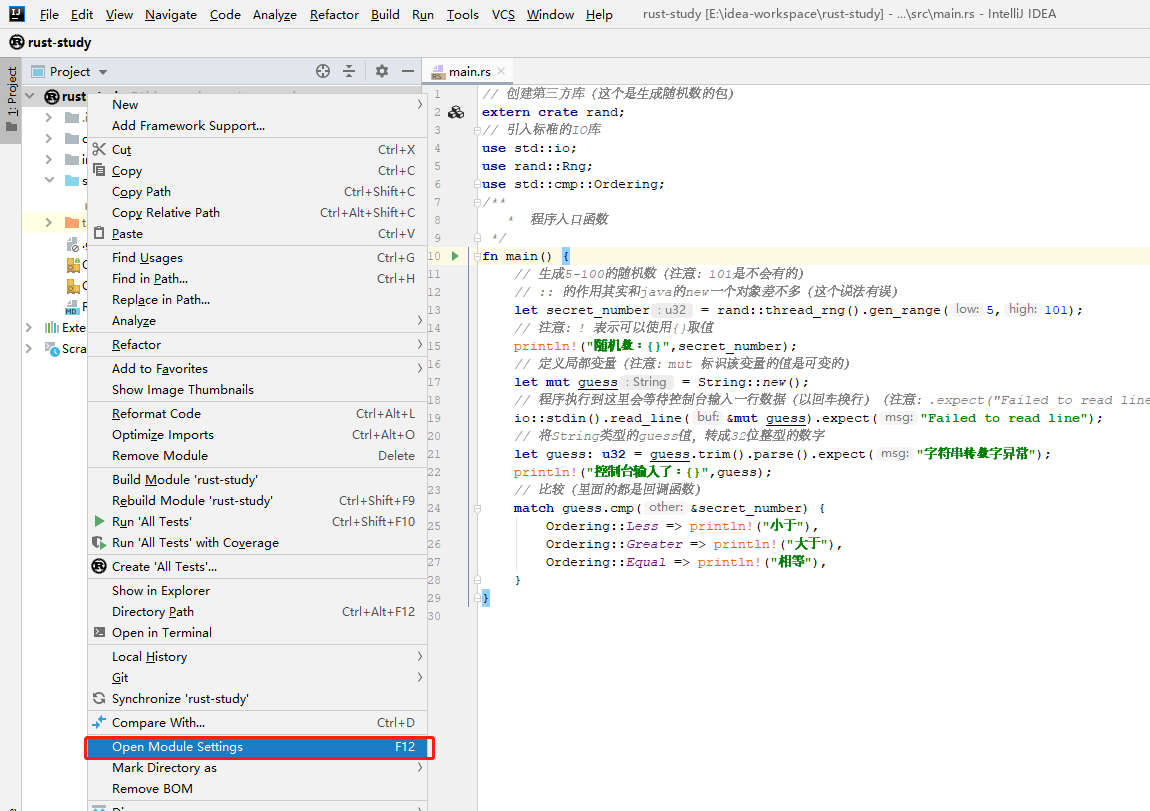 File Edit View Navigate Code Analyze Refactor Build Run Tools VCS Window Help rust-study [E:\idea-workspace\rust-study] - ...\src\main.rs - IntelliJ IDEA
rust-study
Project
main.rs
1: Project
rust
New
Add Framework Support...
Cut Ctrl+X
Copy Ctrl+C
Copy Path Ctrl+Shift+C
Copy Relative Path Ctrl+Alt+Shift+C
Paste Ctrl+V
Find Usages Ctrl+G
Find in Path... Ctrl+H
Replace in Path...
Analyze
Refactor
Add to Favorites
Show Image Thumbnails
Reformat Code Ctrl+Alt+L
Optimize Imports Ctrl+Alt+O
Remove Module Delete
Build Module 'rust-study'
Rebuild Module 'rust-study' Ctrl+Shift+F9
Run 'All Tests' Ctrl+Shift+F10
Run 'All Tests' with Coverage
Create 'All Tests'...
Show in Explorer
Directory Path Ctrl+Alt+F12
Open in Terminal
Local History
Git
Synchronize 'rust-study'
Compare With... Ctrl+D
Open Module Settings F12
Mark Directory as
Remove BOM
Exte
Scra
1 // 创建第三方库（这个是生成随机数的包）
2 extern crate rand;
3 // 引入标准的IO库
4 use std::io;
5 use rand::Rng;
6 use std::cmp::Ordering;
7 /**
8 * 程序入口函数
9 */
10 fn main() {
11 // 生成5-100的随机数（注意：101是不会有的）
12 // :: 的作用其实和java的new一个对象差不多（这个说法有误）
13 let secret_number : u32 = rand::thread_rng().gen_range( low: 5, high: 101);
14 // 注意：! 表示可以使用{}取值
15 println!("随机数：{}",secret_number);
16 // 定义局部变量（注意：mut 标识该变量的值是可变的）
17 let mut guess : String = String::new();
18 // 程序执行到这里会等待控制台输入一行数据（以回车换行）（注意：.expect("Failed to read line
19 io::stdin().read_line( buf: &mut guess).expect( msg: "Failed to read line");
20 // 将String类型的guess值，转成32位整型的数字
21 let guess: u32 = guess.trim().parse().expect( msg: "字符串转数字异常");
22 println!("控制台输入了：{}",guess);
23 // 比较（里面的都是回调函数）
24 match guess.cmp( other: &secret_number) {
25 Ordering::Less => println!("小于"),
26 Ordering::Greater => println!("大于"),
27 Ordering::Equal => println!("相等"),
28 }
29 }
30